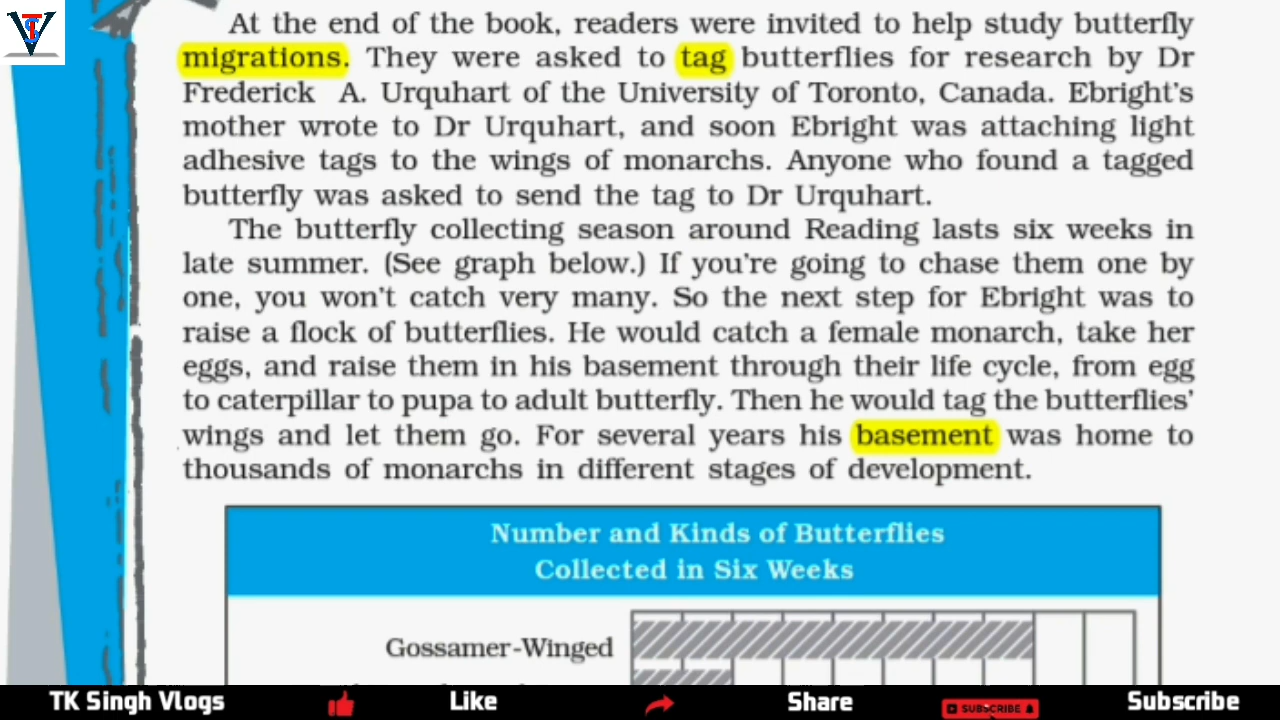 At the end of the book, readers were invited to help study butterfly
migrations. They were asked to tag butterflies for research by Dr
Frederick A. Urquhart of the University of Toronto, Canada. Ebright's
mother wrote to Dr Urquhart, and soon Ebright was attaching light
adhesive tags to the wings of monarchs. Anyone who found a tagged
butterfly was asked to send the tag to Dr Urquhart.
The butterfly collecting season around Reading lasts six weeks in
late summer. (See graph below.) If you're going to chase them one by
one, you won't catch very many. So the next step for Ebright was to
raise a flock of butterflies. He would catch a female monarch, take her
eggs, and raise them in his basement through their life cycle, from egg
to caterpillar to pupa to adult butterfly. Then he would tag the butterflies'
wings and let them go. For several years his basement was home to
thousands of monarchs in different stages of development.
Number and Kinds of Butterflies
Collected in Six Weeks
Gossamer-Winged
TK Singh Vlogs Like Share SUBSCRIBE Subscribe